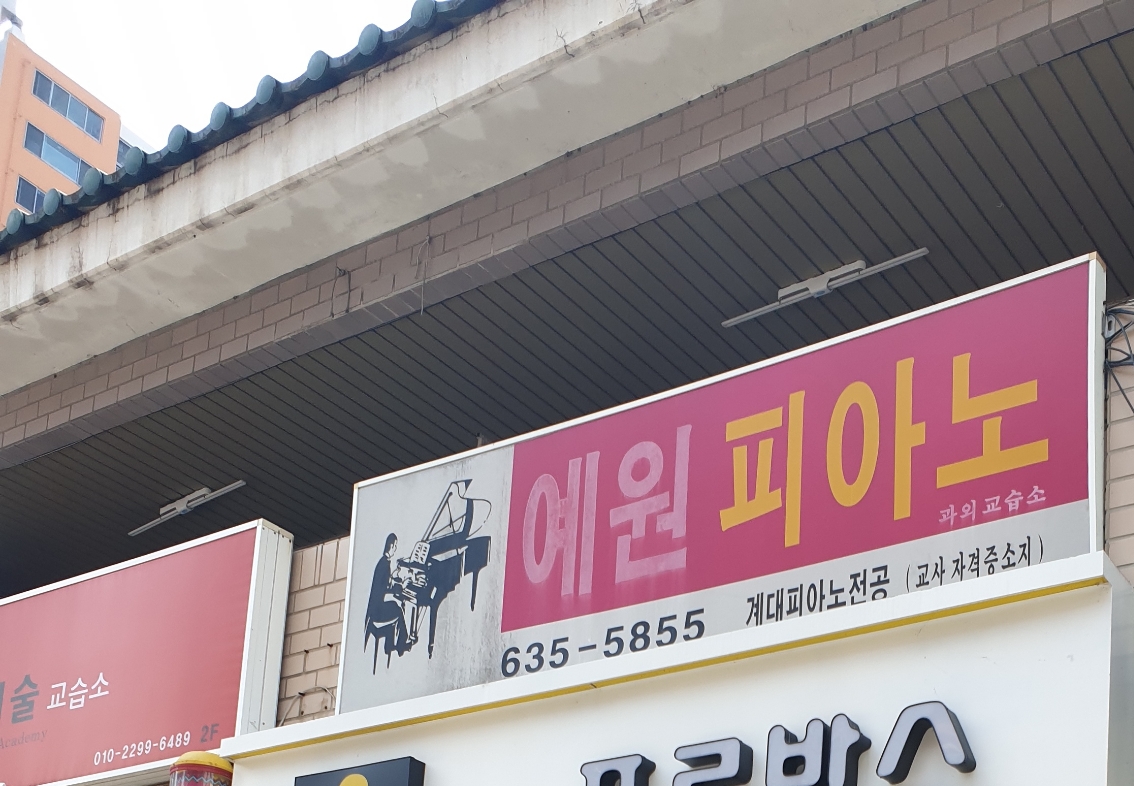 예원 피아노
과외교습소
635-5855 계대피아노전공 (교사 자격증소지)
술 교습소
Academy
010-2299-6489 2F